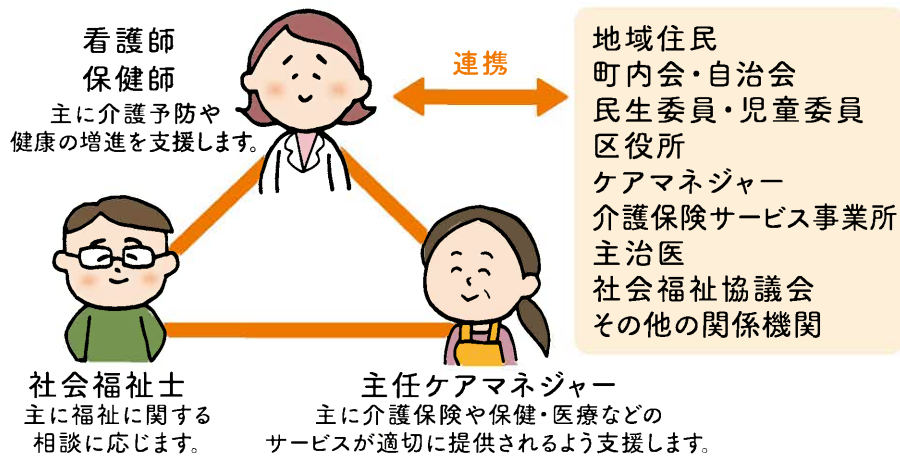 看護師
保健師
主に介護予防や
健康の増進を支援します。
連携
地域住民
町内会・自治会
民生委員・児童委員
区役所
ケアマネジャー
介護保険サービス事業所
主治医
社会福祉協議会
その他の関係機関
社会福祉士
主に福祉に関する
相談に応じます。
主任ケアマネジャー
主に介護保険や保健・医療などの
サービスが適切に提供されるよう支援します。